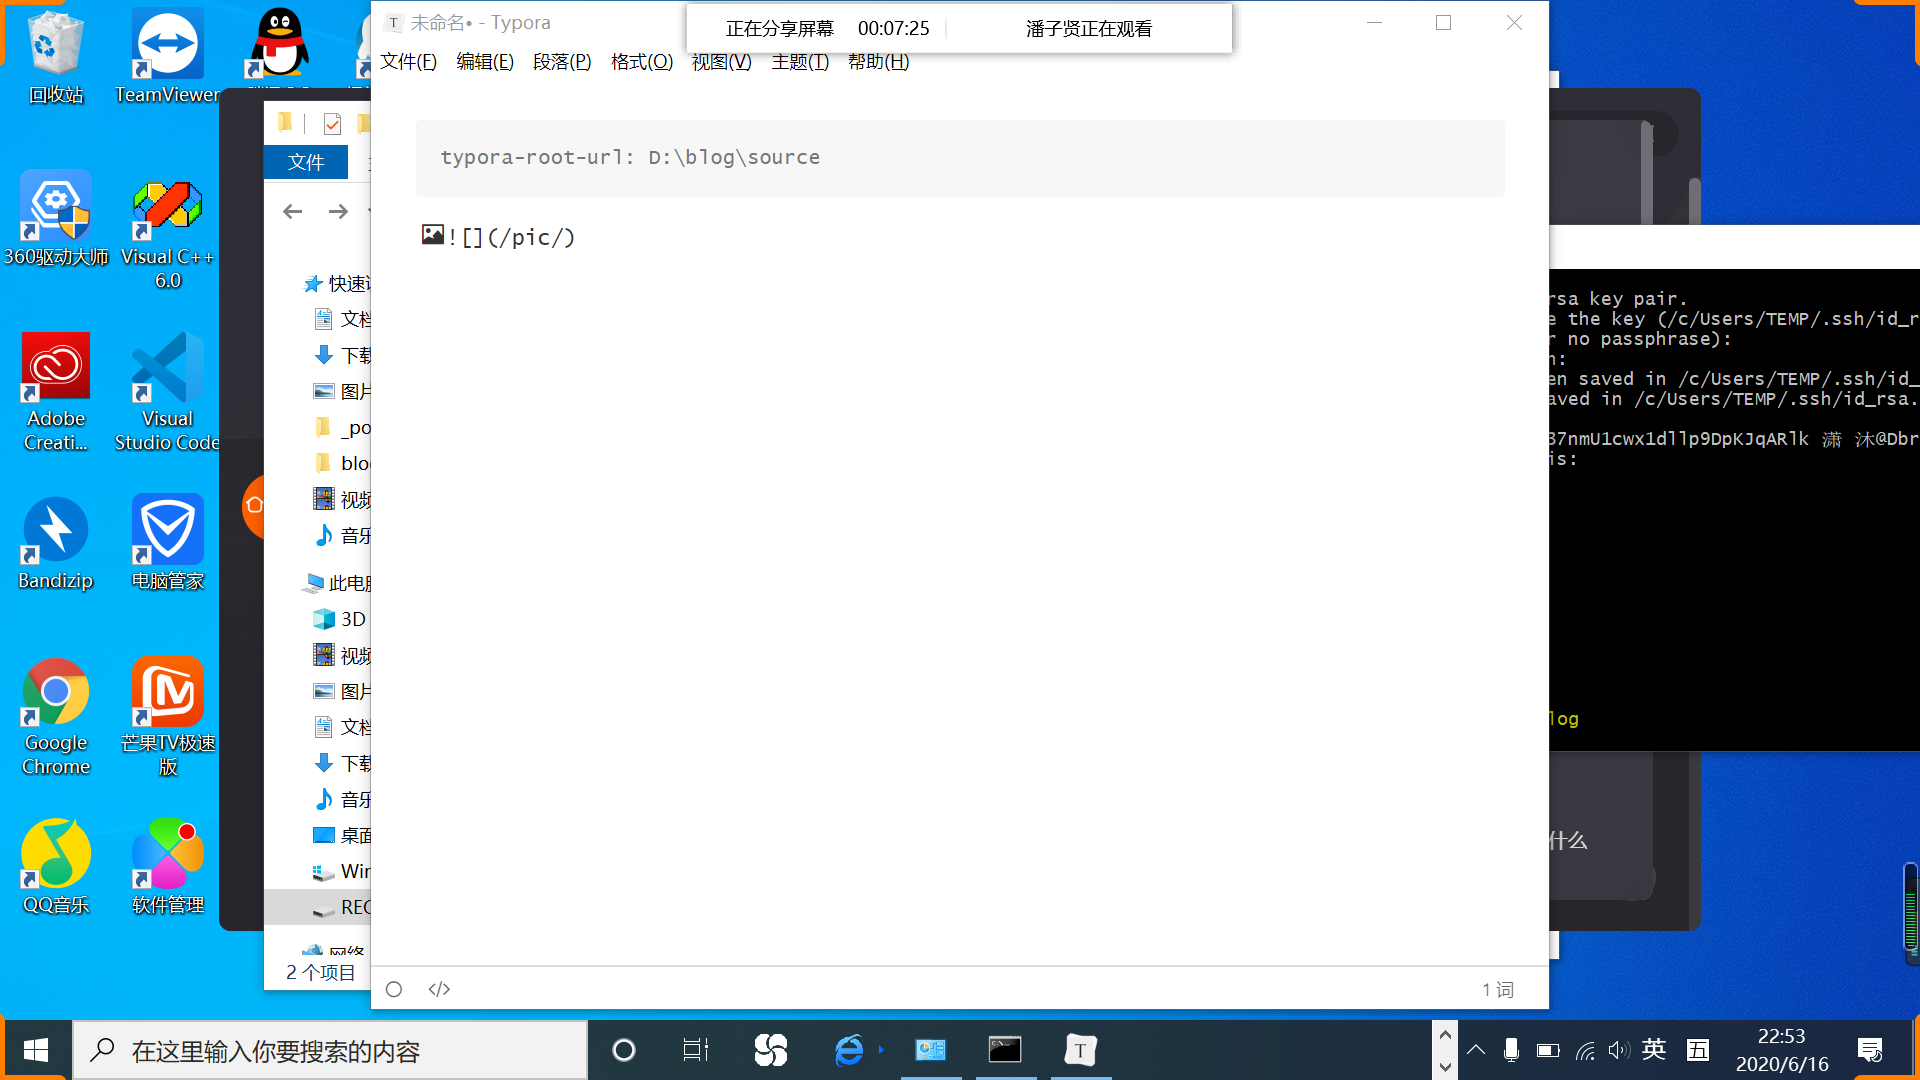 回收站
TeamViewer
360驱动大师
Visual C++ 6.0
Adobe Creati...
Visual Studio Code
Bandizip
电脑管家
Google Chrome
芒果TV极速版
QQ音乐
软件管理
未命名• - Typora
正在分享屏幕 00:07:25 潘子贤正在观看
文件(F) 编辑(E) 段落(P) 格式(O) 视图(V) 主题(T) 帮助(H)
typora-root-url: D:\blog\source
![](/pic/)
文件
快速
文档
下载
图片
_po
blo
视频
音乐
此电脑
3D
视频
图片
文档
下载
音乐
桌面
Win
REC
网络
2 个项目
</>
1 词
rsa key pair.
e the key (/c/Users/TEMP/.ssh/id_r
r no passphrase):
n:
en saved in /c/Users/TEMP/.ssh/id_
aved in /c/Users/TEMP/.ssh/id_rsa.
37nmU1cwx1dllp9DpKJqARlk 潇 沐@Dbr
is:
log
什么
在这里输入你要搜索的内容
英
五
22:53
2020/6/16